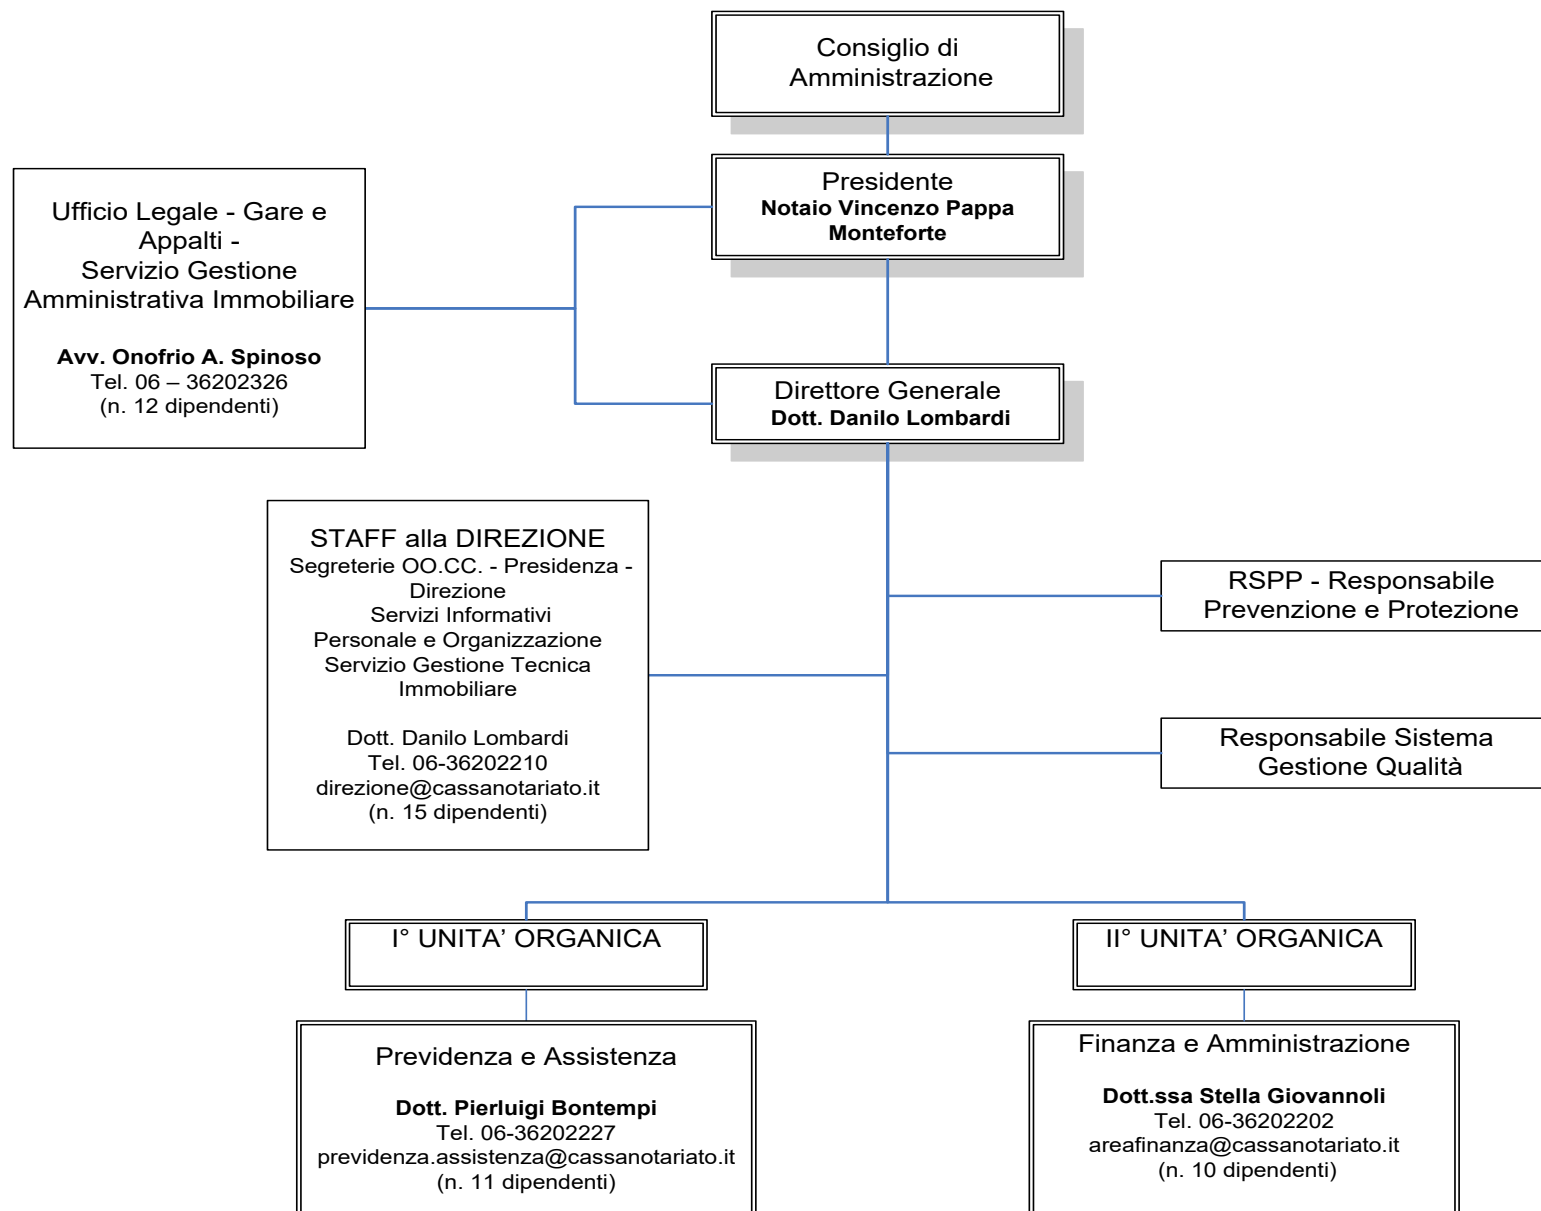 Consiglio di
Amministrazione
Presidente
Notaio Vincenzo Pappa
Monteforte
Ufficio Legale - Gare e
Appalti -
Servizio Gestione
Amministrativa Immobiliare
Avv. Onofrio A. Spinoso
Tel. 06 – 36202326
(n. 12 dipendenti)
Direttore Generale
Dott. Danilo Lombardi
STAFF alla DIREZIONE
Segreterie OO.CC. - Presidenza -
Direzione
Servizi Informativi
Personale e Organizzazione
Servizio Gestione Tecnica
Immobiliare
Dott. Danilo Lombardi
Tel. 06-36202210
direzione@cassanotariato.it
(n. 15 dipendenti)
RSPP - Responsabile
Prevenzione e Protezione
Responsabile Sistema
Gestione Qualità
I° UNITA’ ORGANICA
Previdenza e Assistenza
Dott. Pierluigi Bontempi
Tel. 06-36202227
previdenza.assistenza@cassanotariato.it
(n. 11 dipendenti)
II° UNITA’ ORGANICA
Finanza e Amministrazione
Dott.ssa Stella Giovannoli
Tel. 06-36202202
areafinanza@cassanotariato.it
(n. 10 dipendenti)